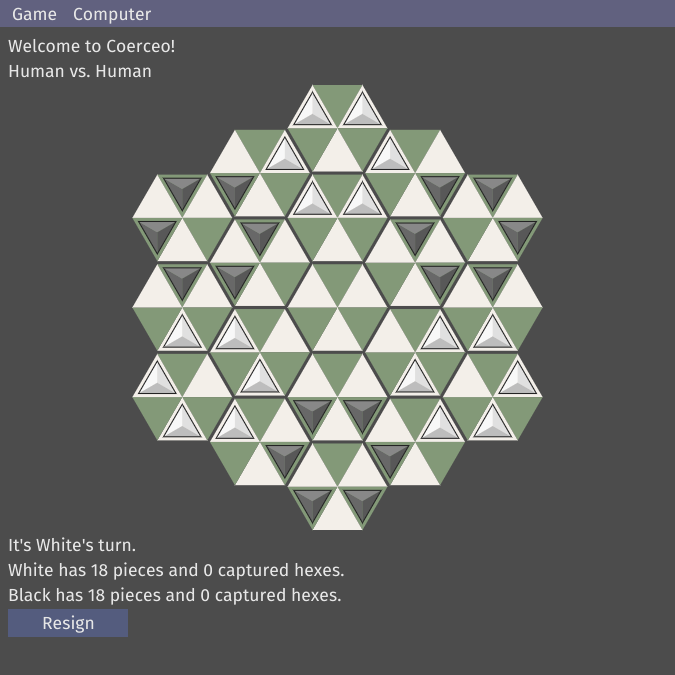 Game Computer
Welcome to Coerceo!
Human vs. Human
It's White's turn.
White has 18 pieces and 0 captured hexes.
Black has 18 pieces and 0 captured hexes.
Resign